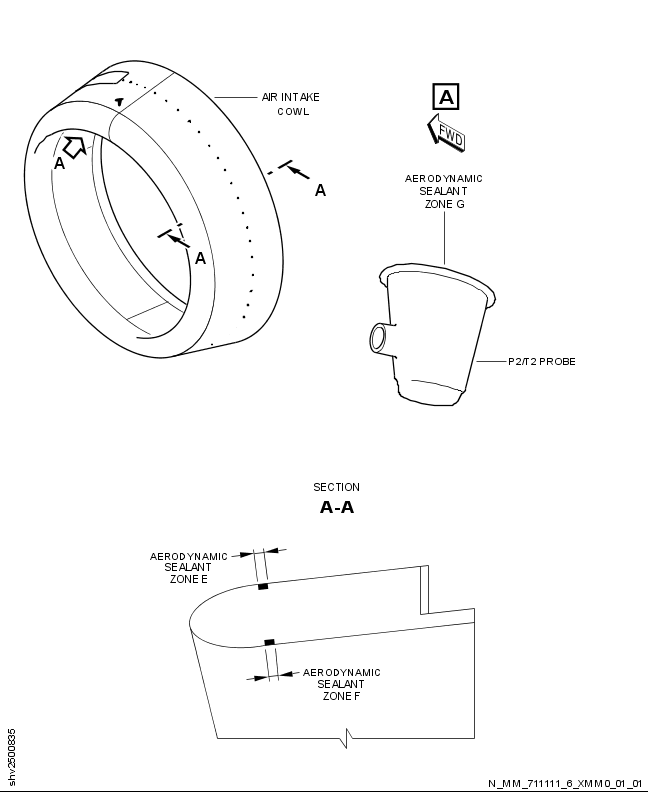 AIR INTAKE
COWL
A
FWD
A
A
A
AERODYNAMIC
SEALANT
ZONE G
P2/T2 PROBE
SECTION
A-A
AERODYNAMIC
SEALANT
ZONE E
AERODYNAMIC
SEALANT
ZONE F
shv2500835
N_MM_711111_6_XMM0_01_01